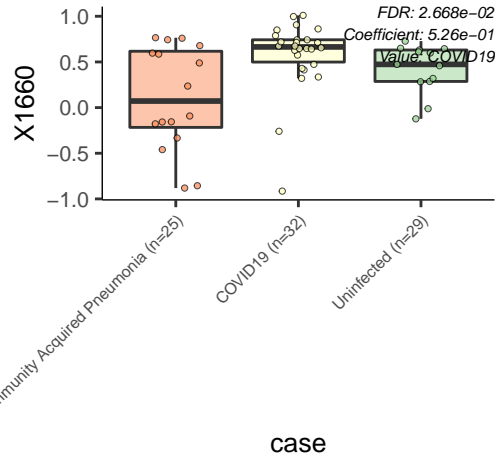 FDR: 2.668e−02
Coefficient: 5.26e−01
Value: COVID19
X1660
1.0
0.5
0.0
−0.5
−1.0
Acquired Pneumonia (n=25)
COVID19 (n=32)
Uninfected (n=29)
case